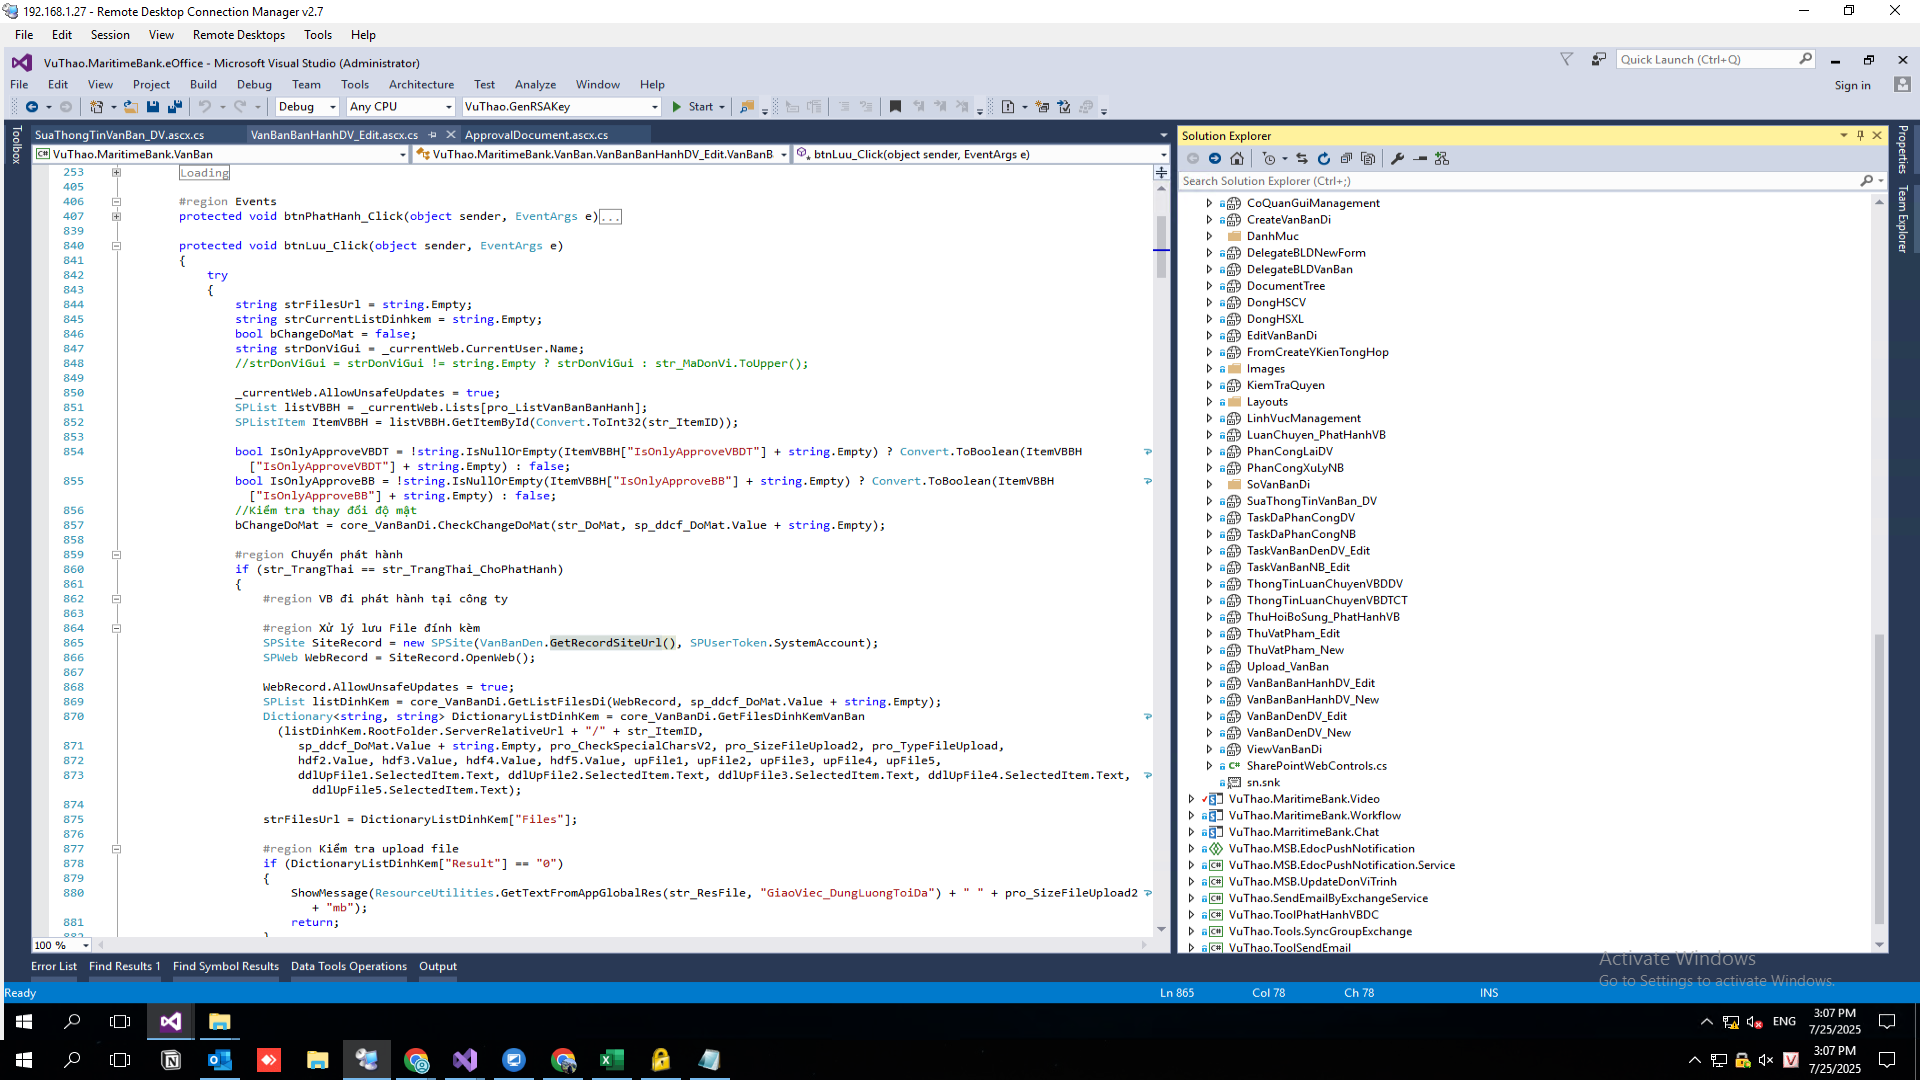 192.168.1.27 - Remote Desktop Connection Manager v2.7
File Edit Session View Remote Desktops Tools Help
VuThao.MaritimeBank.eOffice - Microsoft Visual Studio (Administrator)
Quick Launch (Ctrl+Q)
File Edit View Project Build Debug Team Tools Architecture Test Analyze Window Help
Sign in
Debug Any CPU VuThao.GenRSAKey Start
Toolbox
SuaThongTinVanBan_DV.ascx.cs VanBanBanHanhDV_Edit.ascx.cs ApprovalDocument.ascx.cs
VuThao.MaritimeBank.VanBan VuThao.MaritimeBank.VanBan.VanBanBanHanhDV_Edit.VanBanB btnLuu_Click(object sender, EventArgs e)
253 Loading
405
406 #region Events
407 protected void btnPhatHanh_Click(object sender, EventArgs e)...
839
840 protected void btnLuu_Click(object sender, EventArgs e)
841 {
842 try
843 {
844 string strFilesUrl = string.Empty;
845 string strCurrentListDinhkem = string.Empty;
846 bool bChangeDoMat = false;
847 string strDonViGui = _currentWeb.CurrentUser.Name;
848 //strDonViGui = strDonViGui != string.Empty ? strDonViGui : str_MaDonVi.ToUpper();
849
850 _currentWeb.AllowUnsafeUpdates = true;
851 SPList listVBBH = _currentWeb.Lists[pro_ListVanBanBanHanh];
852 SPListItem ItemVBBH = listVBBH.GetItemById(Convert.ToInt32(str_ItemID));
853
854 bool IsOnlyApproveVBDT = !string.IsNullOrEmpty(ItemVBBH["IsOnlyApproveVBDT"] + string.Empty) ? Convert.ToBoolean(ItemVBBH
["IsOnlyApproveVBDT"] + string.Empty) : false;
855 bool IsOnlyApproveBB = !string.IsNullOrEmpty(ItemVBBH["IsOnlyApproveBB"] + string.Empty) ? Convert.ToBoolean(ItemVBBH
["IsOnlyApproveBB"] + string.Empty) : false;
856 //Kiểm tra thay đổi độ mật
857 bChangeDoMat = core_VanBanDi.CheckChangeDoMat(str_DoMat, sp_ddcf_DoMat.Value + string.Empty);
858
859 #region Chuyển phát hành
860 if (str_TrangThai == str_TrangThai_ChoPhatHanh)
861 {
862 #region VB đi phát hành tại công ty
863
864 #region Xử lý lưu File đính kèm
865 SPSite SiteRecord = new SPSite(VanBanDen.GetRecordSiteUrl(), SPUserToken.SystemAccount);
866 SPWeb WebRecord = SiteRecord.OpenWeb();
867
868 WebRecord.AllowUnsafeUpdates = true;
869 SPList listDinhKem = core_VanBanDi.GetListFilesDi(WebRecord, sp_ddcf_DoMat.Value + string.Empty);
870 Dictionary<string, string> DictionaryListDinhKem = core_VanBanDi.GetFilesDinhKemVanBan
(listDinhKem.RootFolder.ServerRelativeUrl + "/" + str_ItemID,
871 sp_ddcf_DoMat.Value + string.Empty, pro_CheckSpecialCharsV2, pro_SizeFileUpload2, pro_TypeFileUpload,
872 hdf2.Value, hdf3.Value, hdf4.Value, hdf5.Value, upFile1, upFile2, upFile3, upFile4, upFile5,
873 ddlUpFile1.SelectedItem.Text, ddlUpFile2.SelectedItem.Text, ddlUpFile3.SelectedItem.Text, ddlUpFile4.SelectedItem.Text,
ddlUpFile5.SelectedItem.Text);
874
875 strFilesUrl = DictionaryListDinhKem["Files"];
876
877 #region Kiểm tra upload file
878 if (DictionaryListDinhKem["Result"] == "0")
879 {
880 ShowMessage(ResourceUtilities.GetTextFromAppGlobalRes(str_ResFile, "GiaoViec_DungLuongToiDa") + " " + pro_SizeFileUpload2
+ "mb");
881 return;
882 }
100 %
Solution Explorer
Search Solution Explorer (Ctrl+;)
CoQuanGuiManagement
CreateVanBanDi
DanhMuc
DelegateBLDNewForm
DelegateBLDVanBan
DocumentTree
DongHSCV
DongHSXL
EditVanBanDi
FromCreateYKienTongHop
Images
KiemTraQuyen
Layouts
LinhVucManagement
LuanChuyen_PhatHanhVB
PhanCongLaiDV
PhanCongXuLyNB
SoVanBanDi
SuaThongTinVanBan_DV
TaskDaPhanCongDV
TaskDaPhanCongNB
TaskVanBanDenDV_Edit
TaskVanBanNB_Edit
ThongTinLuanChuyenVBDDV
ThongTinLuanChuyenVBDTCT
ThuHoiBoSung_PhatHanhVB
ThuVatPham_Edit
ThuVatPham_New
Upload_VanBan
VanBanBanHanhDV_Edit
VanBanBanHanhDV_New
VanBanDenDV_Edit
VanBanDenDV_New
ViewVanBanDi
C# SharePointWebControls.cs
sn.snk
VuThao.MaritimeBank.Video
VuThao.MaritimeBank.Workflow
VuThao.MarritimeBank.Chat
VuThao.MSB.EdocPushNotification
VuThao.MSB.EdocPushNotification.Service
VuThao.MSB.UpdateDonViTrinh
VuThao.SendEmailByExchangeService
VuThao.ToolPhatHanhVBDC
VuThao.Tools.SyncGroupExchange
VuThao.ToolSendEmail
Properties
Team Explorer
Error List Find Results 1 Find Symbol Results Data Tools Operations Output
Activate Windows
Go to Settings to activate Windows.
Ready Ln 865 Col 78 Ch 78 INS
ENG 3:07 PM
7/25/2025
3:07 PM
7/25/2025